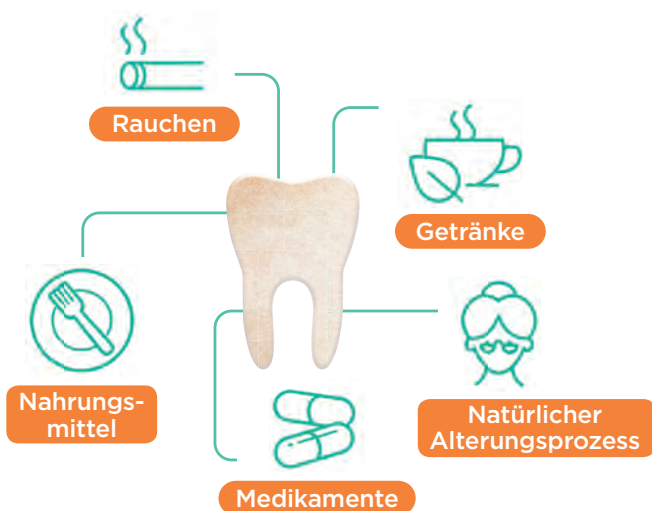 Rauchen
Getränke
Nahrungs-
mittel
Natürlicher
Alterungsprozess
Medikamente